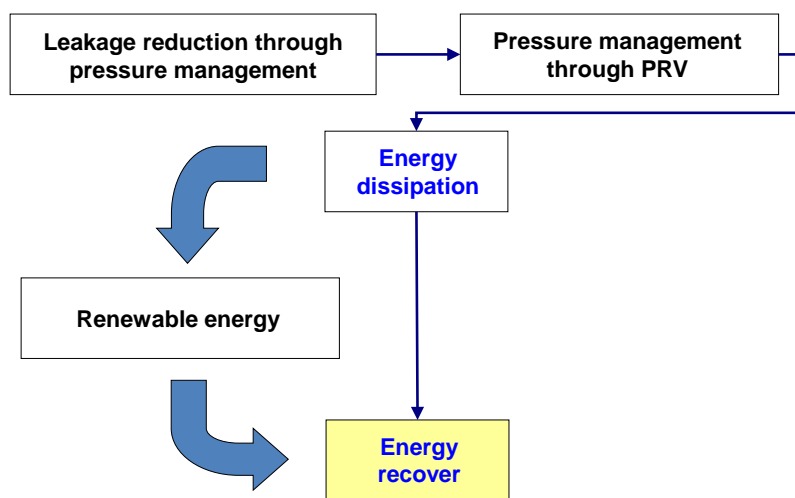 Leakage reduction through
pressure management
Pressure management
through PRV
Energy
dissipation
Renewable energy
Energy
recover